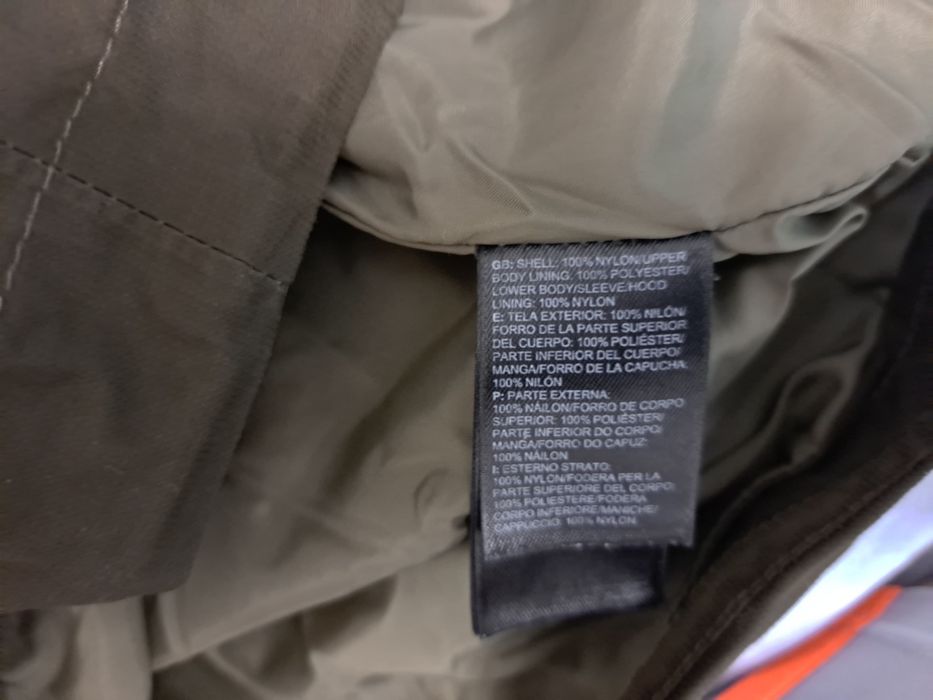 GB: SHELL: 100% NYLON/UPPER
BODY LINING: 100% POLYESTER/
LOWER BODY/SLEEVE/HOOD
LINING: 100% NYLON
E: TELA EXTERIOR: 100% NILÓN/
FORRO DE LA PARTE SUPERIOR
DEL CUERPO: 100% POLIÉSTER/
PARTE INFERIOR DEL CUERPO/
MANGA/FORRO DE LA CAPUCHA:
100% NILÓN
P: PARTE EXTERNA:
100% NÁILON/FORRO DE CORPO
SUPERIOR: 100% POLIÉSTER/
PARTE INFERIOR DO CORPO/
MANGA/FORRO DO CAPUZ:
100% NÁILON
I: ESTERNO STRATO:
100% NYLON/FODERA PER LA
PARTE SUPERIORE DEL CORPO:
100% POLIESTERE/FODERA
CORPO INFERIORE/MANICHE/
CAPPUCCIO: 100% NYLON